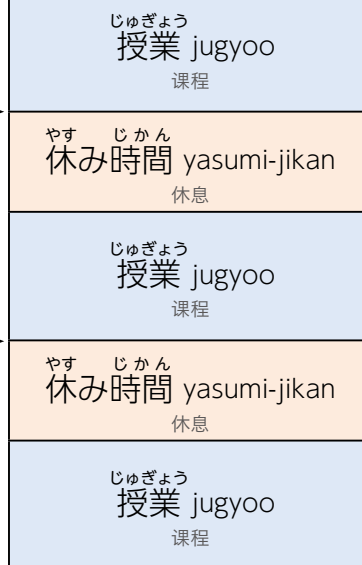 じゅぎょう
授業 jugyoo
课程
やす じかん
休み時間 yasumi-jikan
休息
じゅぎょう
授業 jugyoo
课程
やす じかん
休み時間 yasumi-jikan
休息
じゅぎょう
授業 jugyoo
课程